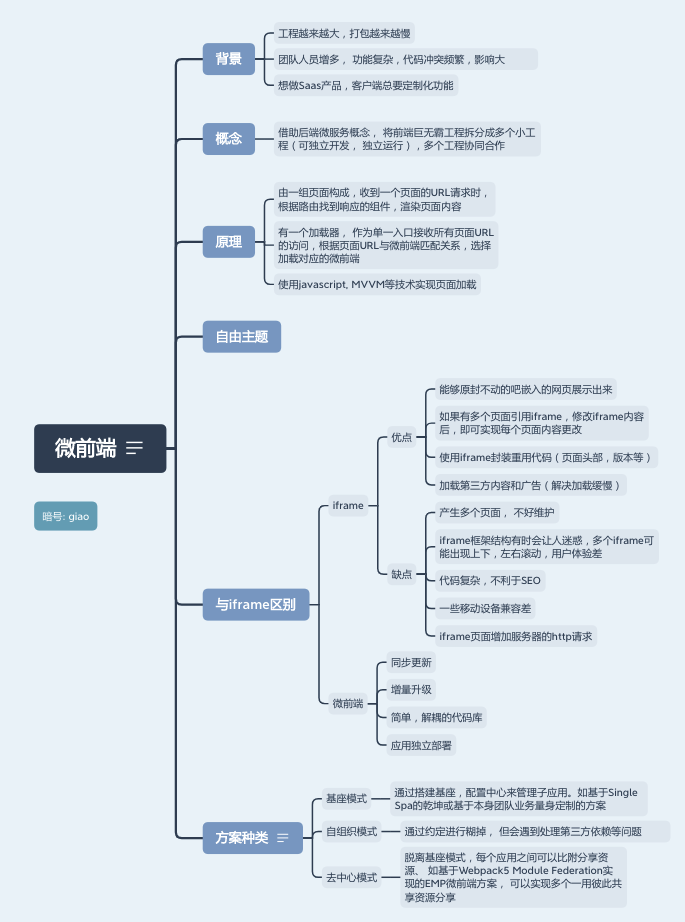 微前端
暗号: giao
背景
工程越来越大，打包越来越慢
团队人员增多， 功能复杂，代码冲突频繁，影响大
想做Saas产品，客户端总要定制化功能
概念
借助后端微服务概念， 将前端巨无霸工程拆分成多个小工
程（可独立开发， 独立运行），多个工程协同合作
原理
由一组页面构成，收到一个页面的URL请求时，
根据路由找到响应的组件，渲染页面内容
有一个加载器， 作为单一入口接收所有页面URL
的访问，根据页面URL与微前端匹配关系，选择
加载对应的微前端
使用javascript, MVVM等技术实现页面加载
自由主题
与iframe区别
iframe
优点
能够原封不动的吧嵌入的网页展示出来
如果有多个页面引用iframe，修改iframe内容
后，即可实现每个页面内容更改
使用iframe封装重用代码（页面头部，版本等）
加载第三方内容和广告（解决加载缓慢）
缺点
产生多个页面， 不好维护
iframe框架结构有时会让人迷惑，多个iframe可
能出现上下，左右滚动，用户体验差
代码复杂，不利于SEO
一些移动设备兼容差
iframe页面增加服务器的http请求
微前端
同步更新
增量升级
简单，解耦的代码库
应用独立部署
方案种类
基座模式
通过搭建基座，配置中心来管理子应用。如基于Single
Spa的乾坤或基于本身团队业务量身定制的方案
自组织模式
通过约定进行糊掉， 但会遇到处理第三方依赖等问题
去中心模式
脱离基座模式，每个应用之间可以比附分享资
源、 如基于Webpack5 Module Federation实
现的EMP微前端方案， 可以实现多个一用彼此共
享资源分享